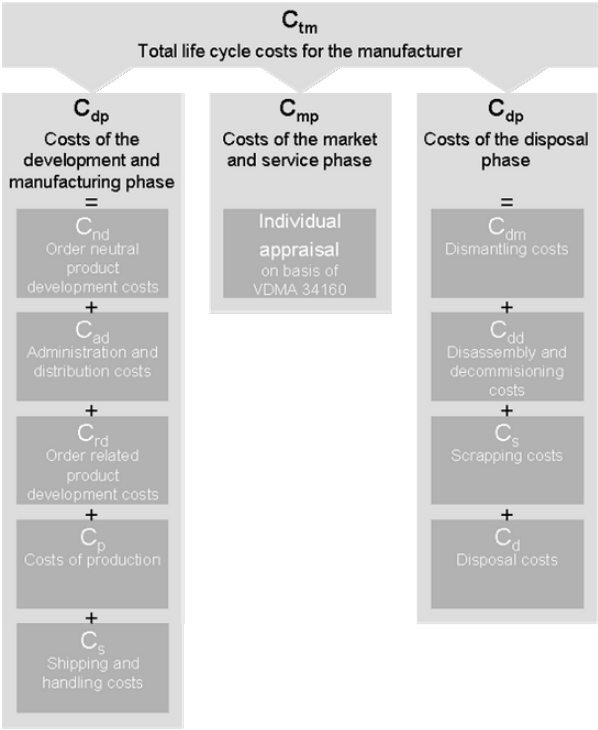 Ctm
Total life cycle costs for the manufacturer
Cdp
Costs of the
development and
manufacturing phase
=
Cnd
Order neutral
product
development costs
+
Cad
Administration and
distribution costs
+
Crd
Order related
product
development costs
+
Cp
Costs of production
+
Cs
Shipping and
handling costs
Cmp
Costs of the market
and service phase
Individual
appraisal
on basis of
VDMA 34160
Cdp
Costs of the disposal
phase
=
Cdm
Dismantling costs
+
Cdd
Disassembly and
decommisioning
costs
+
Cs
Scrapping costs
+
Cd
Disposal costs